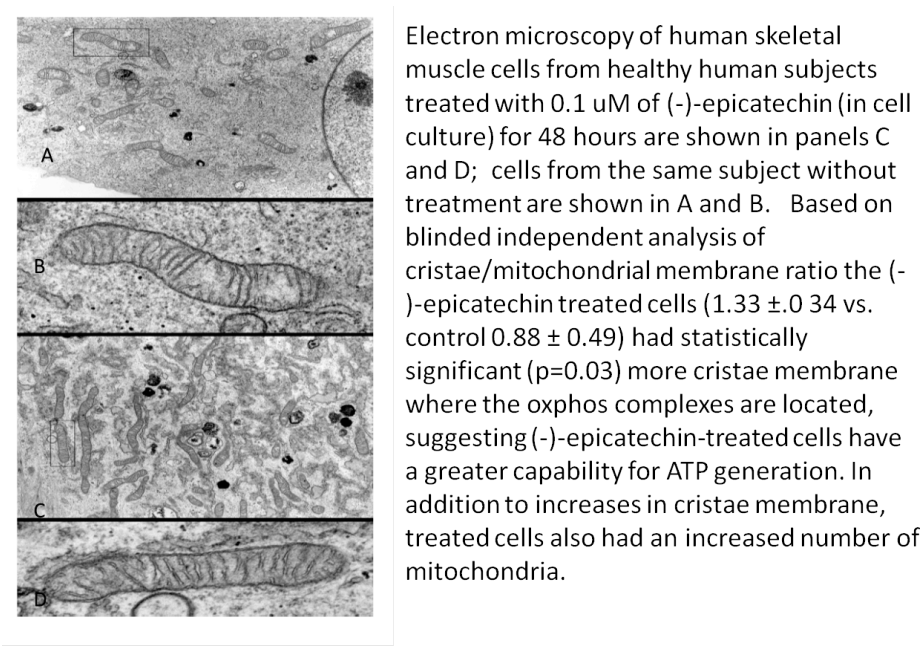 A
B
C
D
Electron microscopy of human skeletal
muscle cells from healthy human subjects
treated with 0.1 uM of (-)-epicatechin (in cell
culture) for 48 hours are shown in panels C
and D;  cells from the same subject without
treatment are shown in A and B.   Based on
blinded independent analysis of
cristae/mitochondrial membrane ratio the (-
)-epicatechin treated cells (1.33 ±.0 34 vs.
control 0.88 ± 0.49) had statistically
significant (p=0.03) more cristae membrane
where the oxphos complexes are located,
suggesting (-)-epicatechin-treated cells have
a greater capability for ATP generation. In
addition to increases in cristae membrane,
treated cells also had an increased number of
mitochondria.